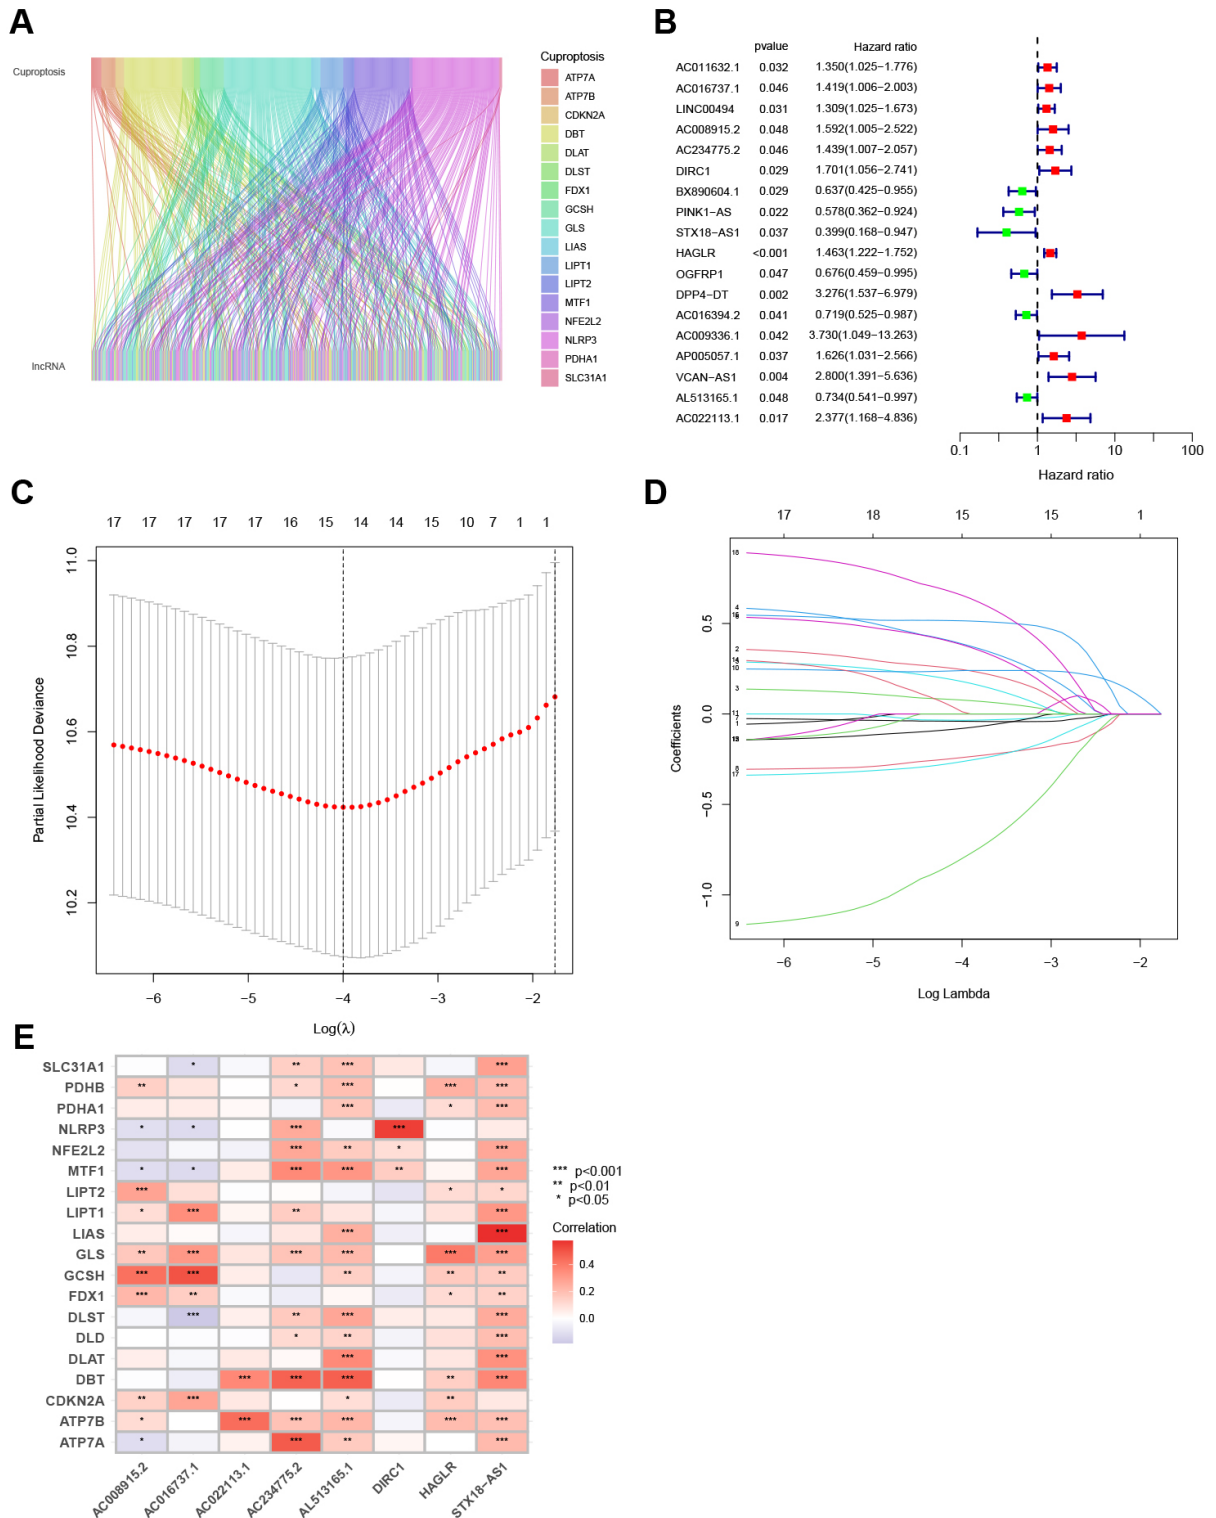 A
Cuproptosis
lncRNA
Cuproptosis
ATP7A
ATP7B
CDKN2A
DBT
DLAT
DLST
FDX1
GCSH
GLS
LIAS
LIPT1
LIPT2
MTF1
NFE2L2
NLRP3
PDHA1
SLC31A1
B
pvalue Hazard ratio
AC011632.1 0.032 1.350(1.025−1.776)
AC016737.1 0.046 1.419(1.006−2.003)
LINC00494 0.031 1.309(1.025−1.673)
AC008915.2 0.048 1.592(1.005−2.522)
AC234775.2 0.046 1.439(1.007−2.057)
DIRC1 0.029 1.701(1.056−2.741)
BX890604.1 0.029 0.637(0.425−0.955)
PINK1−AS 0.022 0.578(0.362−0.924)
STX18−AS1 0.037 0.399(0.168−0.947)
HAGLR <0.001 1.463(1.222−1.752)
OGFRP1 0.047 0.676(0.459−0.995)
DPP4−DT 0.002 3.276(1.537−6.979)
AC016394.2 0.041 0.719(0.525−0.987)
AC009336.1 0.042 3.730(1.049−13.263)
AP005057.1 0.037 1.626(1.031−2.566)
VCAN−AS1 0.004 2.800(1.391−5.636)
AL513165.1 0.048 0.734(0.541−0.997)
AC022113.1 0.017 2.377(1.168−4.836)
0.1 1 10 100
Hazard ratio
C
17 17 17 17 17 16 15 14 14 15 10 7 1 1
11.0
10.8
10.6
10.4
10.2
Partial Likelihood Deviance
−6 −5 −4 −3 −2
Log(λ)
D
17 18 15 15 1
0.5
0.0
−0.5
−1.0
Coefficients
18
4
2
14
10
3
11
1
8
17
9
−6 −5 −4 −3 −2
Log Lambda
E
SLC31A1 * ** *** ***
PDHB ** * *** *** ***
PDHA1 *** * ***
NLRP3 * * *** ***
NFE2L2 *** ** * ***
MTF1 * * *** *** ** ***
LIPT2 *** * *
LIPT1 * *** ** ***
LIAS *** ***
GLS ** *** *** *** *** ***
GCSH *** *** ** ** **
FDX1 *** ** * **
DLST *** ** *** ***
DLD * ** ***
DLAT *** ***
DBT *** *** *** ** ***
CDKN2A ** *** * **
ATP7B * *** *** *** *** ***
ATP7A * *** ** ***
AC008915.2
AC016737.1
AC022113.1
AC234775.2
AL513165.1
DIRC1
HAGLR
STX18−AS1
*** p<0.001
** p<0.01
* p<0.05
Correlation
0.4
0.2
0.0